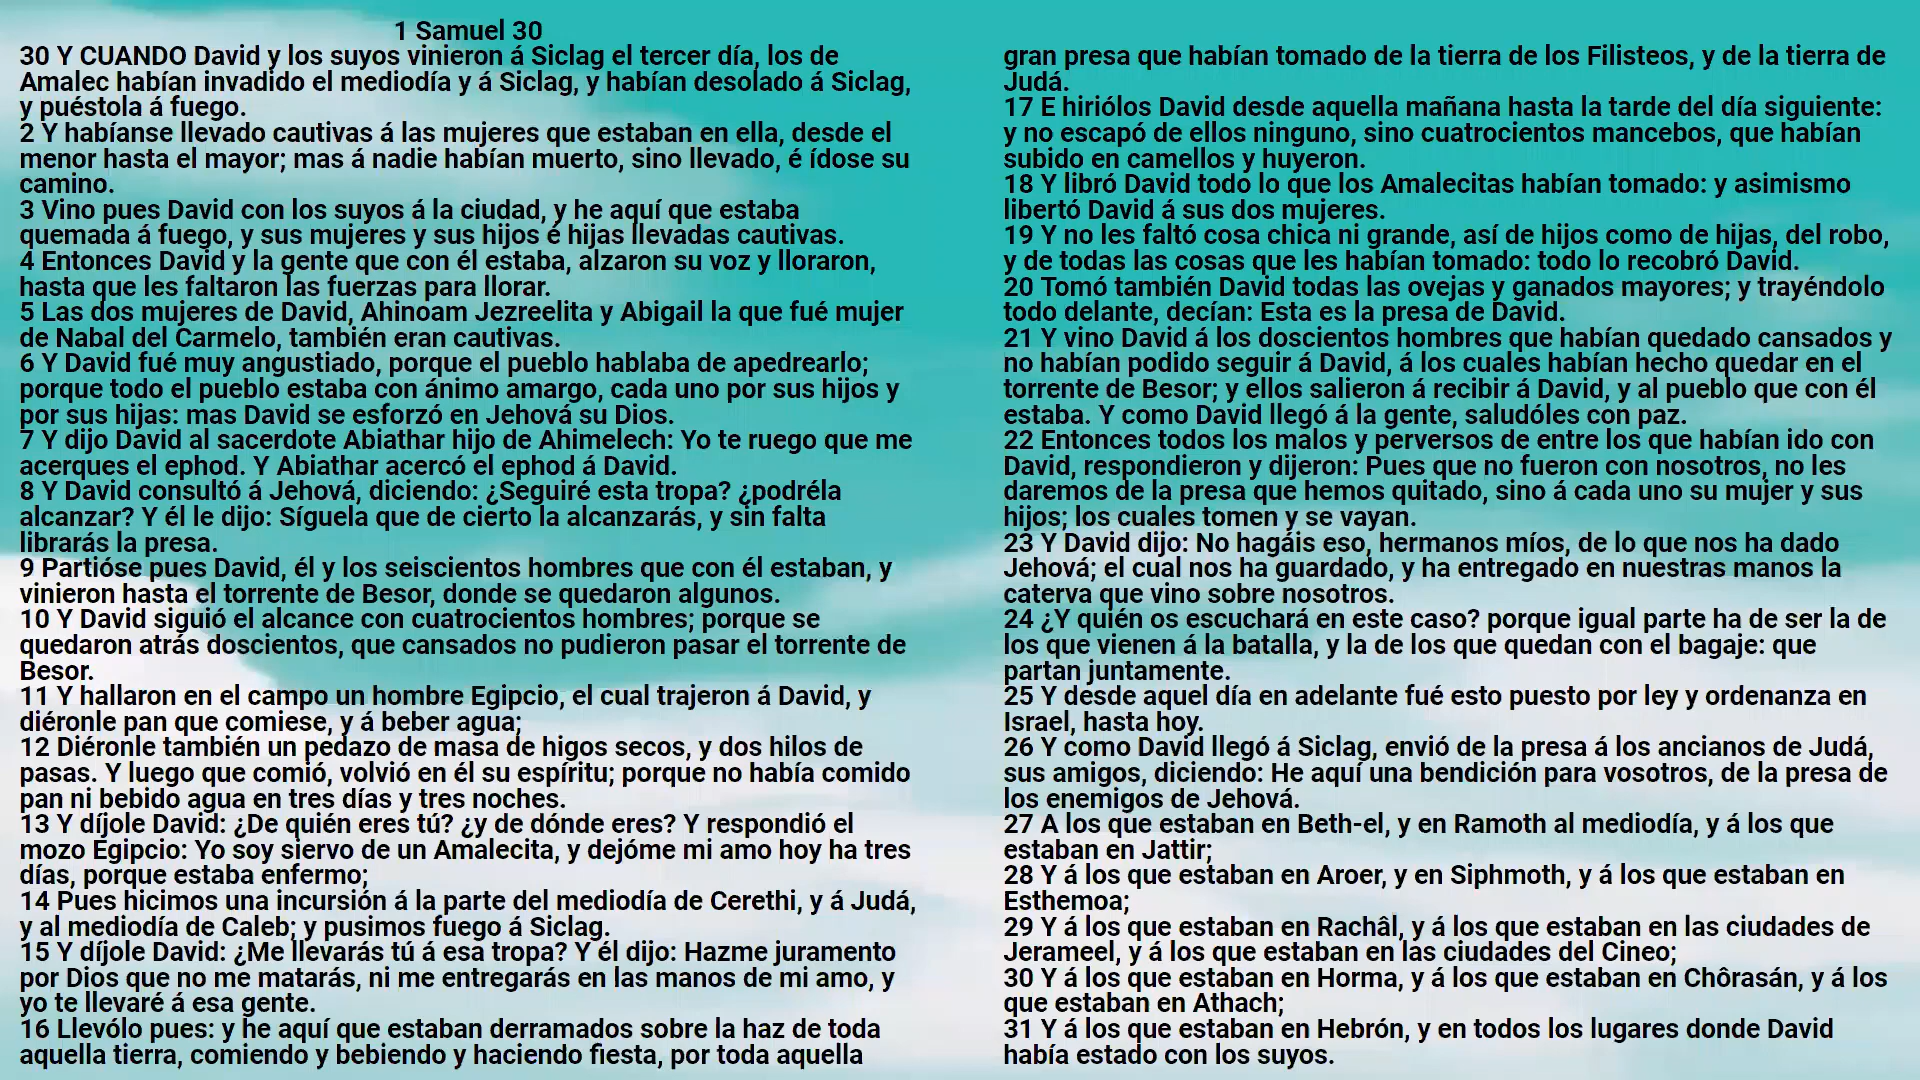 1 Samuel 30
30 Y CUANDO David y los suyos vinieron á Siclag el tercer día, los de
Amalec habían invadido el mediodía y á Siclag, y habían desolado á Siclag,
y puéstola á fuego.
2 Y habíanse llevado cautivas á las mujeres que estaban en ella, desde el
menor hasta el mayor; mas á nadie habían muerto, sino llevado, é ídose su
camino.
3 Vino pues David con los suyos á la ciudad, y he aquí que estaba
quemada á fuego, y sus mujeres y sus hijos é hijas llevadas cautivas.
4 Entonces David y la gente que con él estaba, alzaron su voz y lloraron,
hasta que les faltaron las fuerzas para llorar.
5 Las dos mujeres de David, Ahinoam Jezreelita y Abigail la que fué mujer
de Nabal del Carmelo, también eran cautivas.
6 Y David fué muy angustiado, porque el pueblo hablaba de apedrearlo;
porque todo el pueblo estaba con ánimo amargo, cada uno por sus hijos y
por sus hijas: mas David se esforzó en Jehová su Dios.
7 Y dijo David al sacerdote Abiathar hijo de Ahimelech: Yo te ruego que me
acerques el ephod. Y Abiathar acercó el ephod á David.
8 Y David consultó á Jehová, diciendo: ¿Seguiré esta tropa? ¿podréla
alcanzar? Y él le dijo: Síguela que de cierto la alcanzarás, y sin falta
librarás la presa.
9 Partióse pues David, él y los seiscientos hombres que con él estaban, y
vinieron hasta el torrente de Besor, donde se quedaron algunos.
10 Y David siguió el alcance con cuatrocientos hombres; porque se
quedaron atrás doscientos, que cansados no pudieron pasar el torrente de
Besor.
11 Y hallaron en el campo un hombre Egipcio, el cual trajeron á David, y
diéronle pan que comiese, y á beber agua;
12 Diéronle también un pedazo de masa de higos secos, y dos hilos de
pasas. Y luego que comió, volvió en él su espíritu; porque no había comido
pan ni bebido agua en tres días y tres noches.
13 Y díjole David: ¿De quién eres tú? ¿y de dónde eres? Y respondió el
mozo Egipcio: Yo soy siervo de un Amalecita, y dejóme mi amo hoy ha tres
días, porque estaba enfermo;
14 Pues hicimos una incursión á la parte del mediodía de Cerethi, y á Judá,
y al mediodía de Caleb; y pusimos fuego á Siclag.
15 Y díjole David: ¿Me llevarás tú á esa tropa? Y él dijo: Hazme juramento
por Dios que no me matarás, ni me entregarás en las manos de mi amo, y
yo te llevaré á esa gente.
16 Llevólo pues: y he aquí que estaban derramados sobre la haz de toda
aquella tierra, comiendo y bebiendo y haciendo fiesta, por toda aquella
gran presa que habían tomado de la tierra de los Filisteos, y de la tierra de
Judá.
17 E hiriólos David desde aquella mañana hasta la tarde del día siguiente:
y no escapó de ellos ninguno, sino cuatrocientos mancebos, que habían
subido en camellos y huyeron.
18 Y libró David todo lo que los Amalecitas habían tomado: y asimismo
libertó David á sus dos mujeres.
19 Y no les faltó cosa chica ni grande, así de hijos como de hijas, del robo,
y de todas las cosas que les habían tomado: todo lo recobró David.
20 Tomó también David todas las ovejas y ganados mayores; y trayéndolo
todo delante, decían: Esta es la presa de David.
21 Y vino David á los doscientos hombres que habían quedado cansados y
no habían podido seguir á David, á los cuales habían hecho quedar en el
torrente de Besor; y ellos salieron á recibir á David, y al pueblo que con él
estaba. Y como David llegó á la gente, saludóles con paz.
22 Entonces todos los malos y perversos de entre los que habían ido con
David, respondieron y dijeron: Pues que no fueron con nosotros, no les
daremos de la presa que hemos quitado, sino á cada uno su mujer y sus
hijos; los cuales tomen y se vayan.
23 Y David dijo: No hagáis eso, hermanos míos, de lo que nos ha dado
Jehová; el cual nos ha guardado, y ha entregado en nuestras manos la
caterva que vino sobre nosotros.
24 ¿Y quién os escuchará en este caso? porque igual parte ha de ser la de
los que vienen á la batalla, y la de los que quedan con el bagaje: que
partan juntamente.
25 Y desde aquel día en adelante fué esto puesto por ley y ordenanza en
Israel, hasta hoy.
26 Y como David llegó á Siclag, envió de la presa á los ancianos de Judá,
sus amigos, diciendo: He aquí una bendición para vosotros, de la presa de
los enemigos de Jehová.
27 A los que estaban en Beth-el, y en Ramoth al mediodía, y á los que
estaban en Jattir;
28 Y á los que estaban en Aroer, y en Siphmoth, y á los que estaban en
Esthemoa;
29 Y á los que estaban en Rachâl, y á los que estaban en las ciudades de
Jerameel, y á los que estaban en las ciudades del Cineo;
30 Y á los que estaban en Horma, y á los que estaban en Chôrasán, y á los
que estaban en Athach;
31 Y á los que estaban en Hebrón, y en todos los lugares donde David
había estado con los suyos.